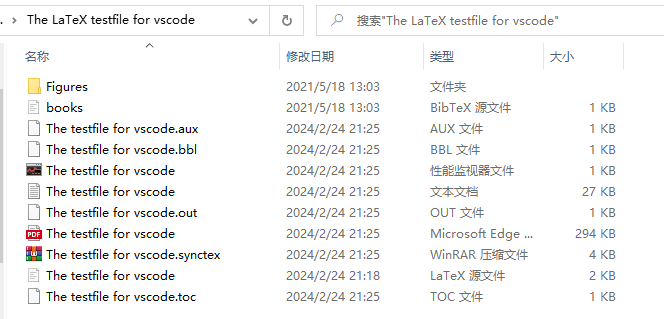 . > The LaTeX testfile for vscode
搜索"The LaTeX testfile for vscode"
名称 修改日期 类型 大小
Figures 2021/5/18 13:03 文件夹
books 2021/5/18 13:03 BibTeX 源文件 1 KB
The testfile for vscode.aux 2024/2/24 21:25 AUX 文件 1 KB
The testfile for vscode.bbl 2024/2/24 21:25 BBL 文件 1 KB
The testfile for vscode 2024/2/24 21:25 性能监视器文件 1 KB
The testfile for vscode 2024/2/24 21:25 文本文档 27 KB
The testfile for vscode.out 2024/2/24 21:25 OUT 文件 1 KB
PDF The testfile for vscode 2024/2/24 21:25 Microsoft Edge ... 294 KB
The testfile for vscode.synctex 2024/2/24 21:25 WinRAR 压缩文件 4 KB
The testfile for vscode 2024/2/24 21:18 LaTeX 源文件 2 KB
The testfile for vscode.toc 2024/2/24 21:25 TOC 文件 1 KB